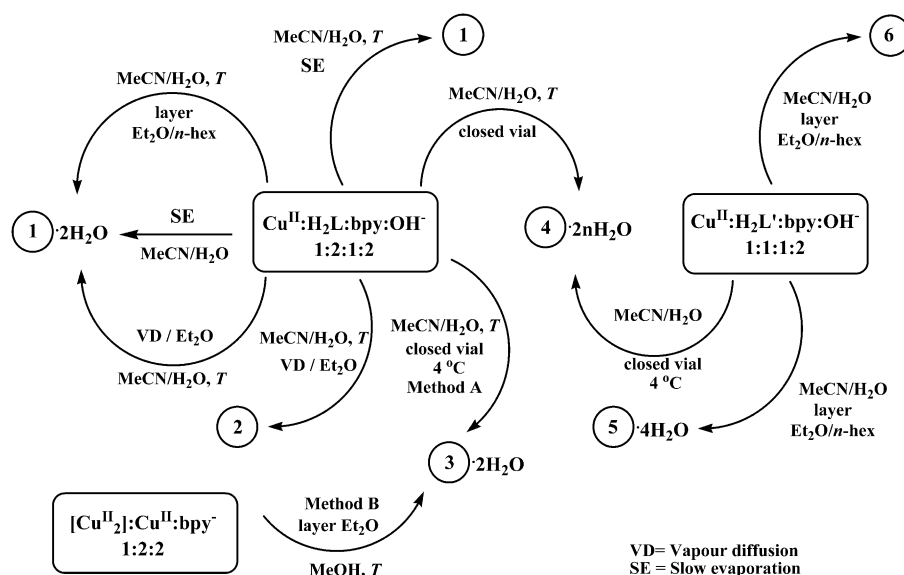 MeCN/H₂O, T
SE
1
6
MeCN/H₂O, T
layer
Et₂O/n-hex
MeCN/H₂O, T
closed vial
MeCN/H₂O
layer
Et₂O/n-hex
1 ·2H₂O
SE
MeCN/H₂O
Cuᴵᴵ:H₂L:bpy:OH⁻
1:2:1:2
4 ·2nH₂O
Cuᴵᴵ:H₂L':bpy:OH⁻
1:1:1:2
VD / Et₂O
MeCN/H₂O, T
MeCN/H₂O, T
VD / Et₂O
MeCN/H₂O, T
closed vial
4 °C
Method A
MeCN/H₂O
closed vial
4 °C
MeCN/H₂O
layer
Et₂O/n-hex
2
5 ·4H₂O
3 ·2H₂O
[Cuᴵᴵ₂]:Cuᴵᴵ:bpy⁻
1:2:2
Method B
layer Et₂O
MeOH, T
VD= Vapour diffusion
SE = Slow evaporation